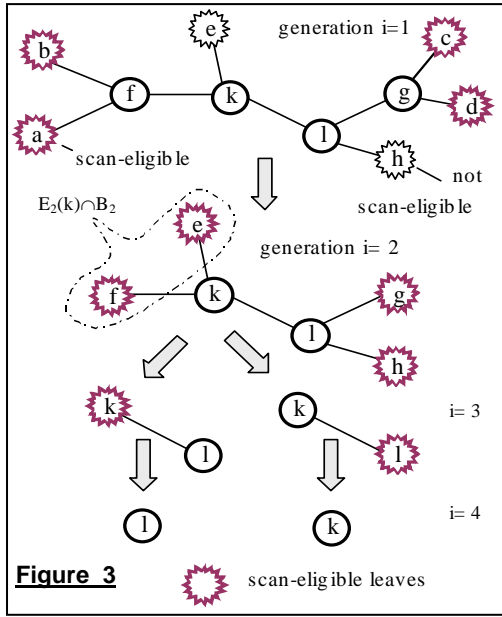 e generation i=1 c
b
f k g d
a l h
scan-eligible not
E₂(k)∩B₂ scan-eligible
e generation i= 2
f k g
l h
k k i= 3
l l
l k i= 4
Figure 3 scan-eligible leaves